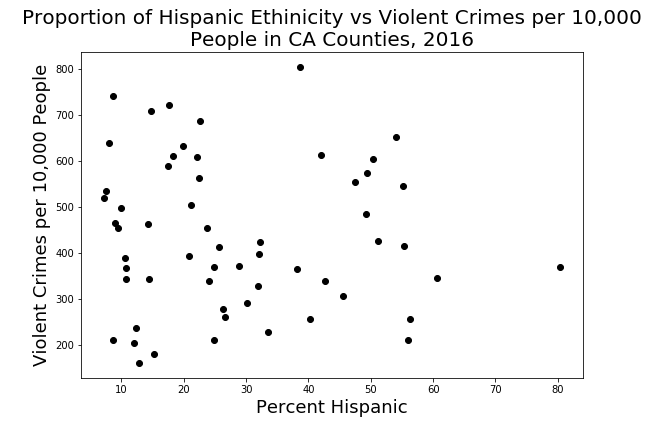 Proportion of Hispanic Ethinicity vs Violent Crimes per 10,000
People in CA Counties, 2016
Violent Crimes per 10,000 People
800
700
600
500
400
300
200
10 20 30 40 50 60 70 80
Percent Hispanic